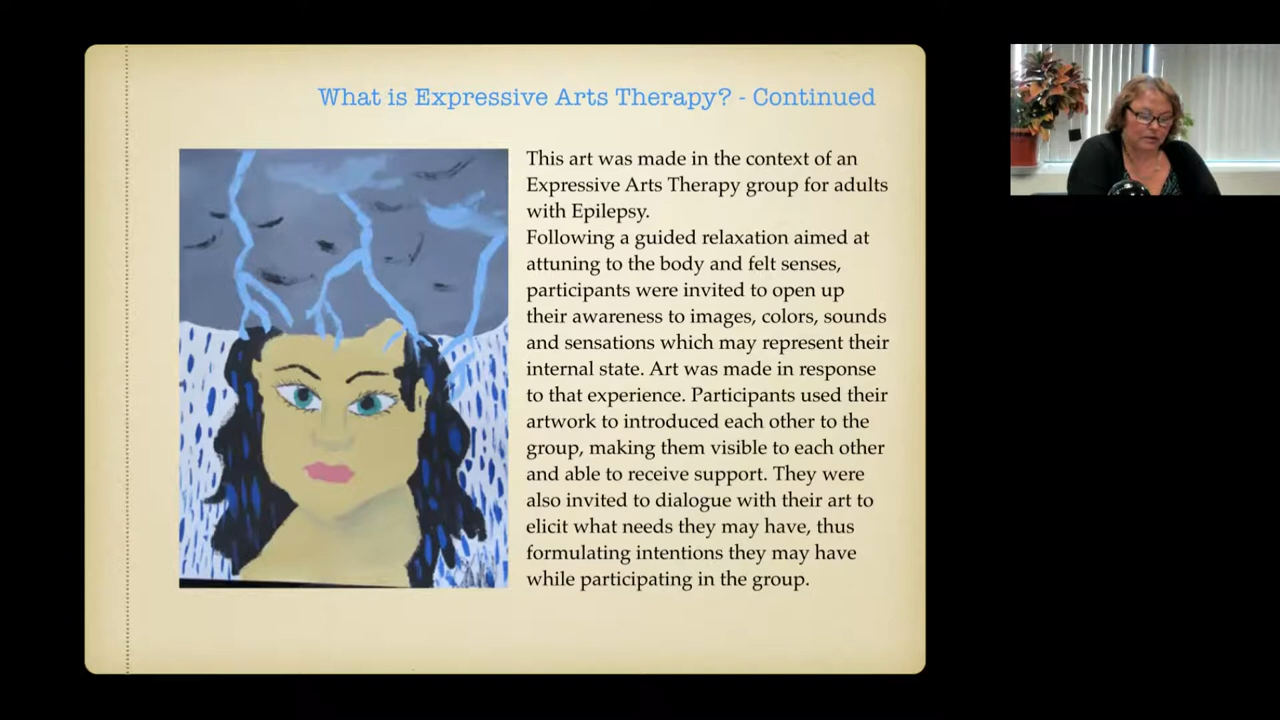 What is Expressive Arts Therapy? - Continued
This art was made in the context of an
Expressive Arts Therapy group for adults
with Epilepsy.
Following a guided relaxation aimed at
attuning to the body and felt senses,
participants were invited to open up
their awareness to images, colors, sounds
and sensations which may represent their
internal state. Art was made in response
to that experience. Participants used their
artwork to introduced each other to the
group, making them visible to each other
and able to receive support. They were
also invited to dialogue with their art to
elicit what needs they may have, thus
formulating intentions they may have
while participating in the group.